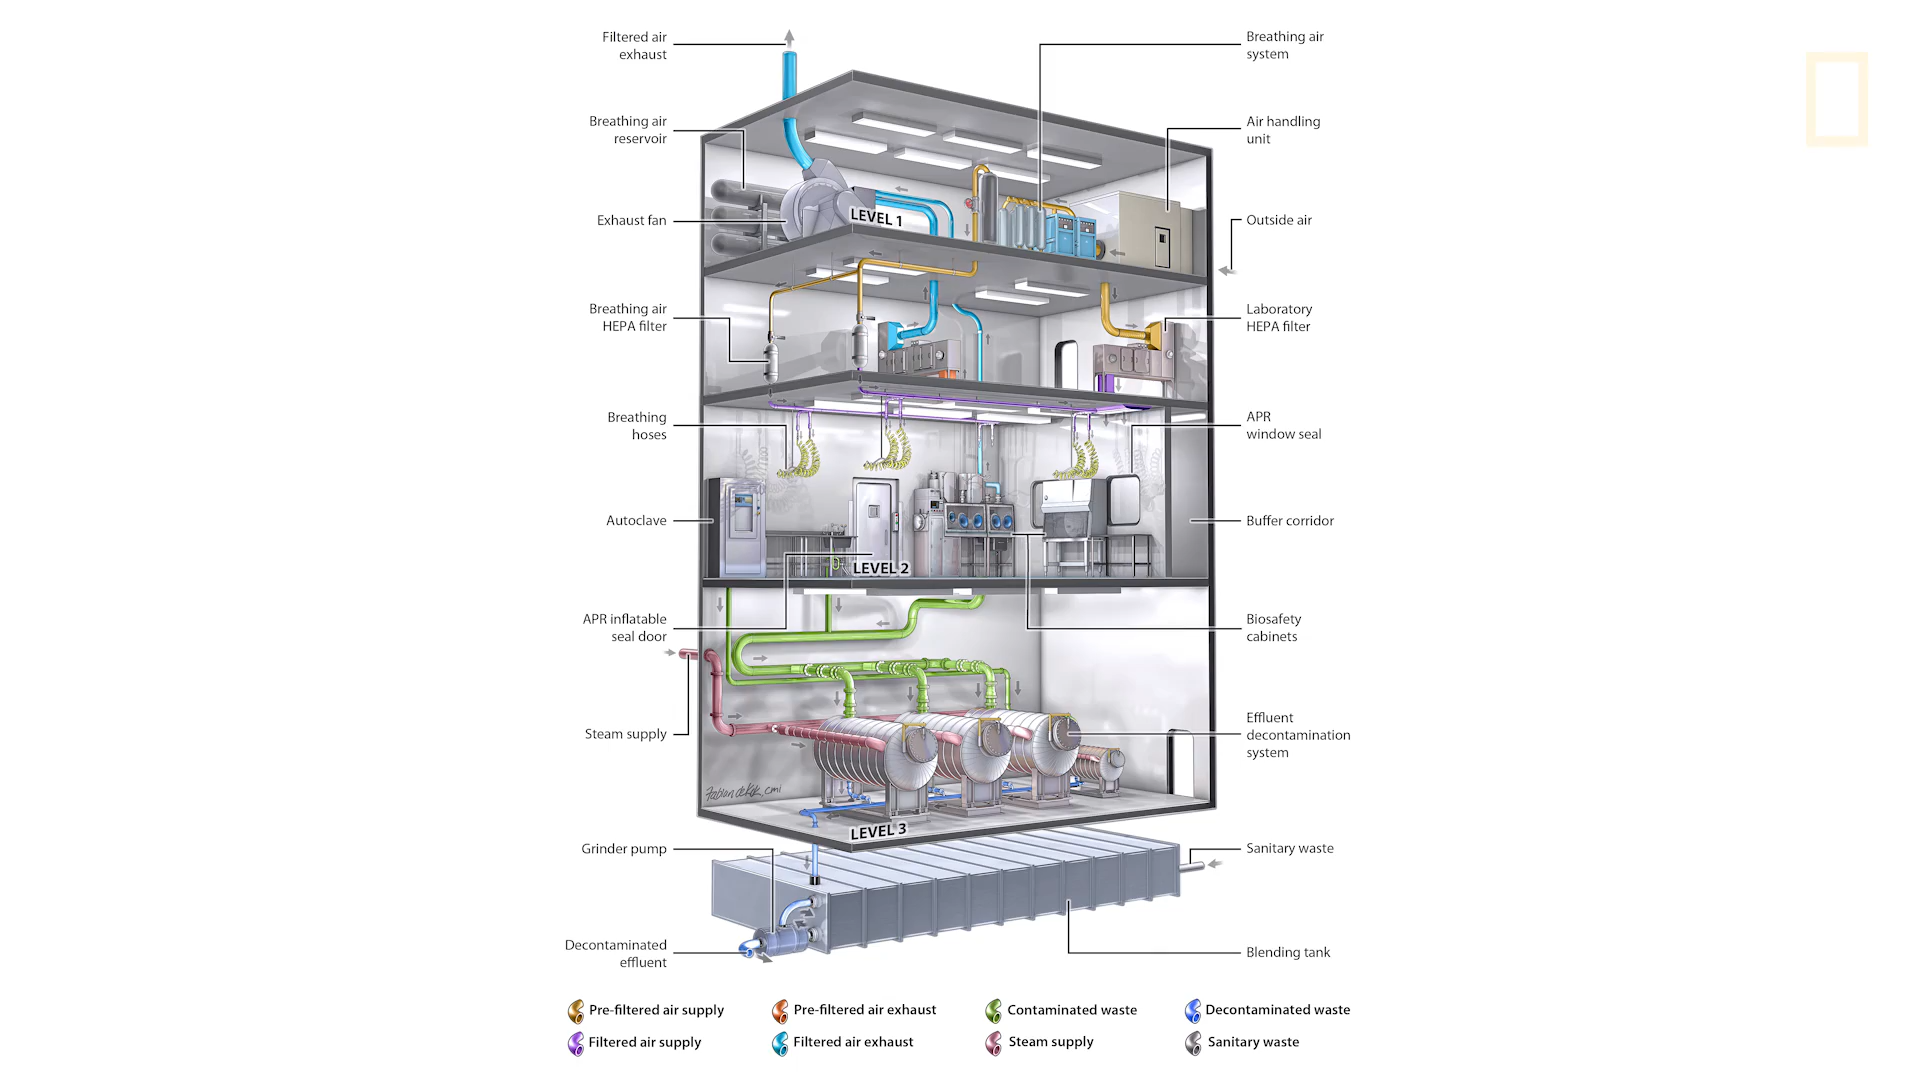 Filtered air
exhaust
Breathing air
system
Breathing air
reservoir
Air handling
unit
Exhaust fan
LEVEL 1
Outside air
Breathing air
HEPA filter
Laboratory
HEPA filter
Breathing
hoses
APR
window seal
Autoclave
Buffer corridor
LEVEL 2
APR inflatable
seal door
Biosafety
cabinets
Steam supply
Effluent
decontamination
system
Fabian de Kok, cmi
LEVEL 3
Grinder pump
Sanitary waste
Decontaminated
effluent
Blending tank
Pre-filtered air supply
Pre-filtered air exhaust
Contaminated waste
Decontaminated waste
Filtered air supply
Filtered air exhaust
Steam supply
Sanitary waste